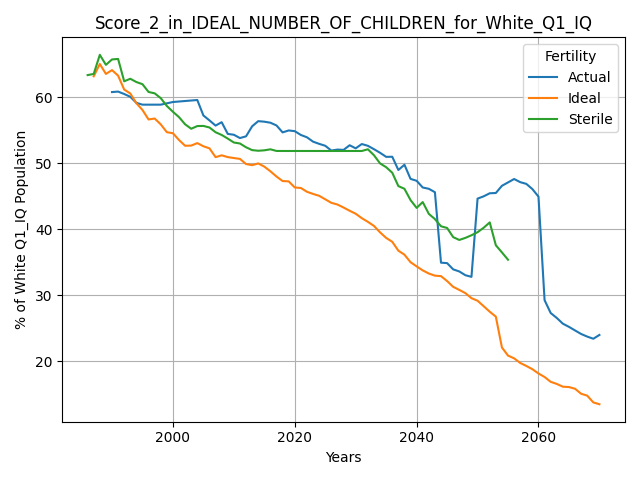 Score_2_in_IDEAL_NUMBER_OF_CHILDREN_for_White_Q1_IQ
Fertility
Actual
Ideal
Sterile
% of White Q1_IQ Population
60
50
40
30
20
2000
2020
2040
2060
Years